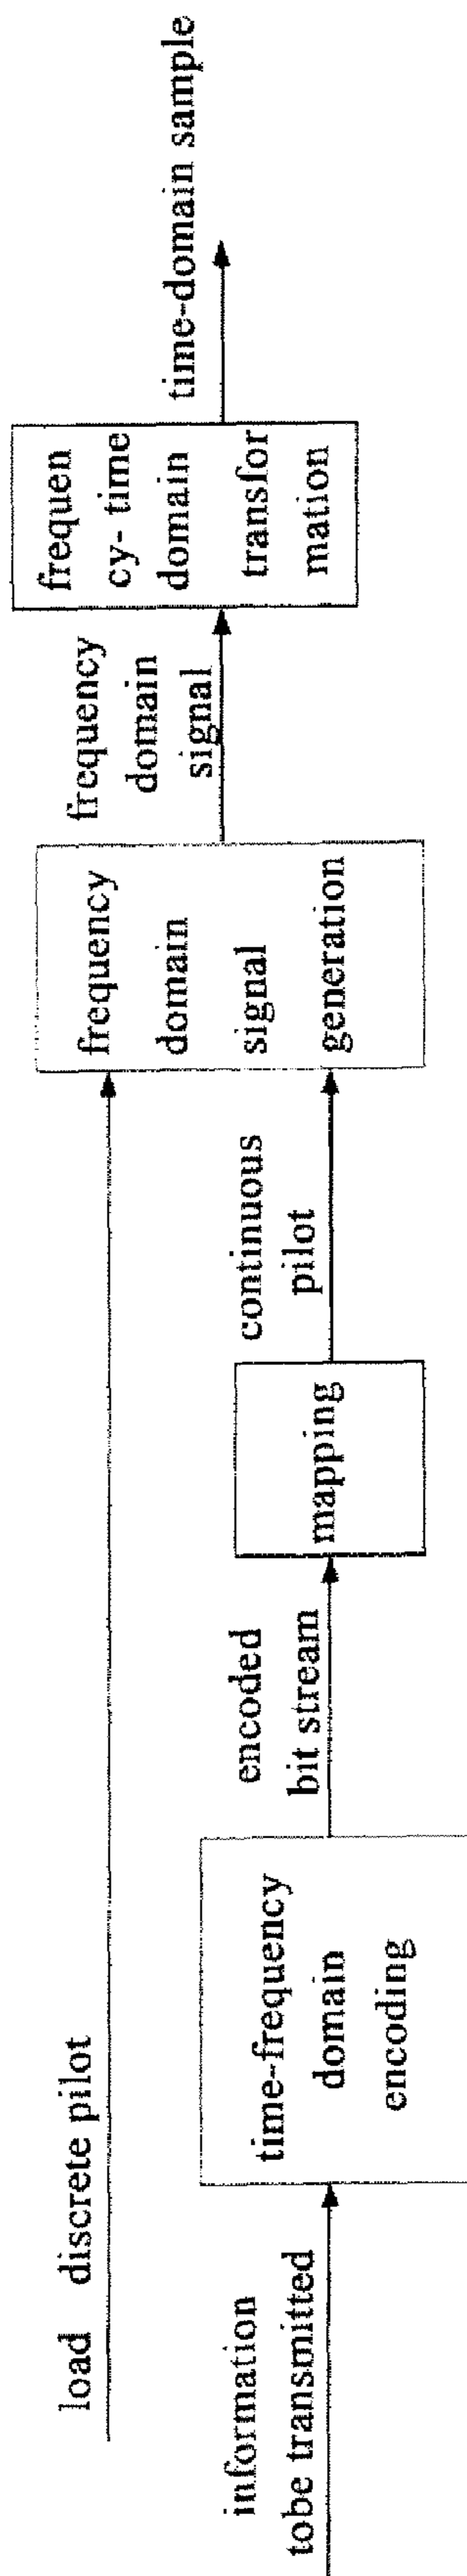 load discrete pilot
information
tobe transmitted
time-frequency
domain
encoding
encoded
bit stream
mapping
continuous
pilot
frequency
domain
signal
generation
frequency
domain
signal
frequen
cy- time
domain
transfor
mation
time-domain sample